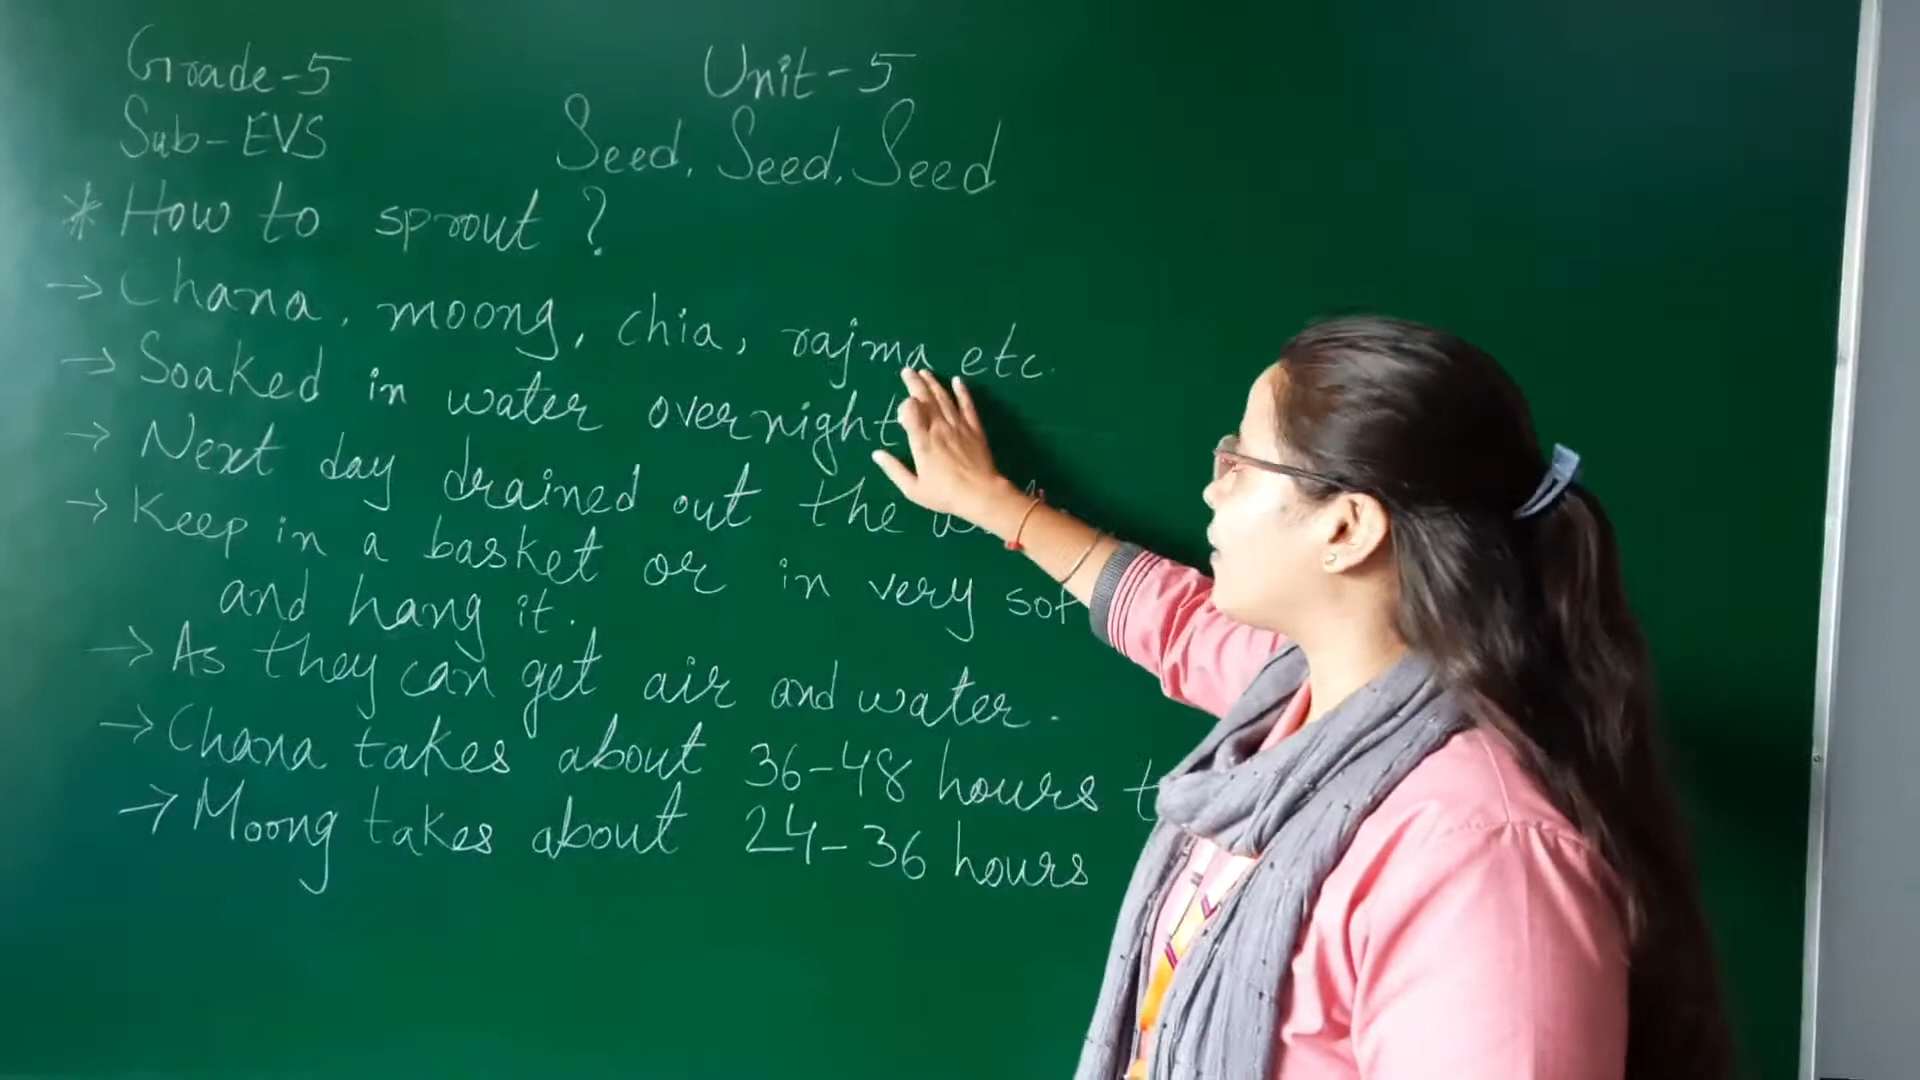 Grade-5
Unit-5
Sub-EVS
Seed, Seed, Seed
* How to sprout ?
→ Chana, moong, chia, rajma etc.
→ Soaked in water overnight
→ Next day drained out the
→ Keep in a basket or in very
and hang it.
→ As they can get air and water.
→ Chana takes about 36-48 hours
→ Moong takes about 24-36 hours